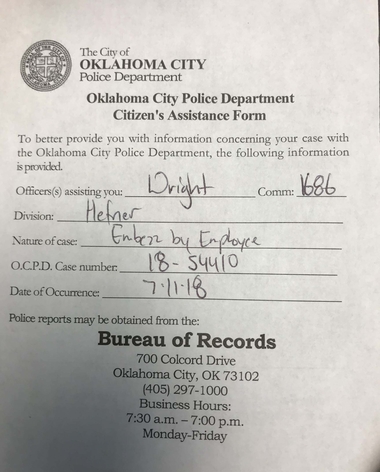 The City of
OKLAHOMA CITY
Police Department
Oklahoma City Police Department
Citizen's Assistance Form
To better provide you with information concerning your case with
the Oklahoma City Police Department, the following information
is provided.
Officers(s) assisting you: Wright Comm: 1686
Division: Hefner
Nature of case: Embezz by Employee
O.C.P.D. Case number: 18-54410
Date of Occurrence: 7-11-18
Police reports may be obtained from the:
Bureau of Records
700 Colcord Drive
Oklahoma City, OK 73102
(405) 297-1000
Business Hours:
7:30 a.m. – 7:00 p.m.
Monday-Friday